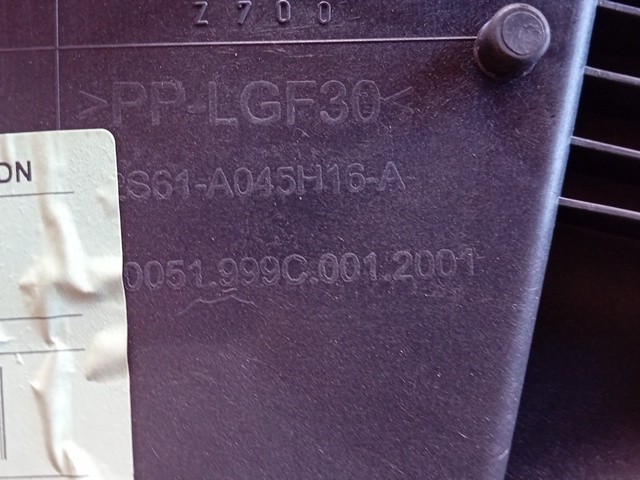 Z700
>PP-LGF30<
ON
2S61-A045H16-A
0051.999C.001.2001